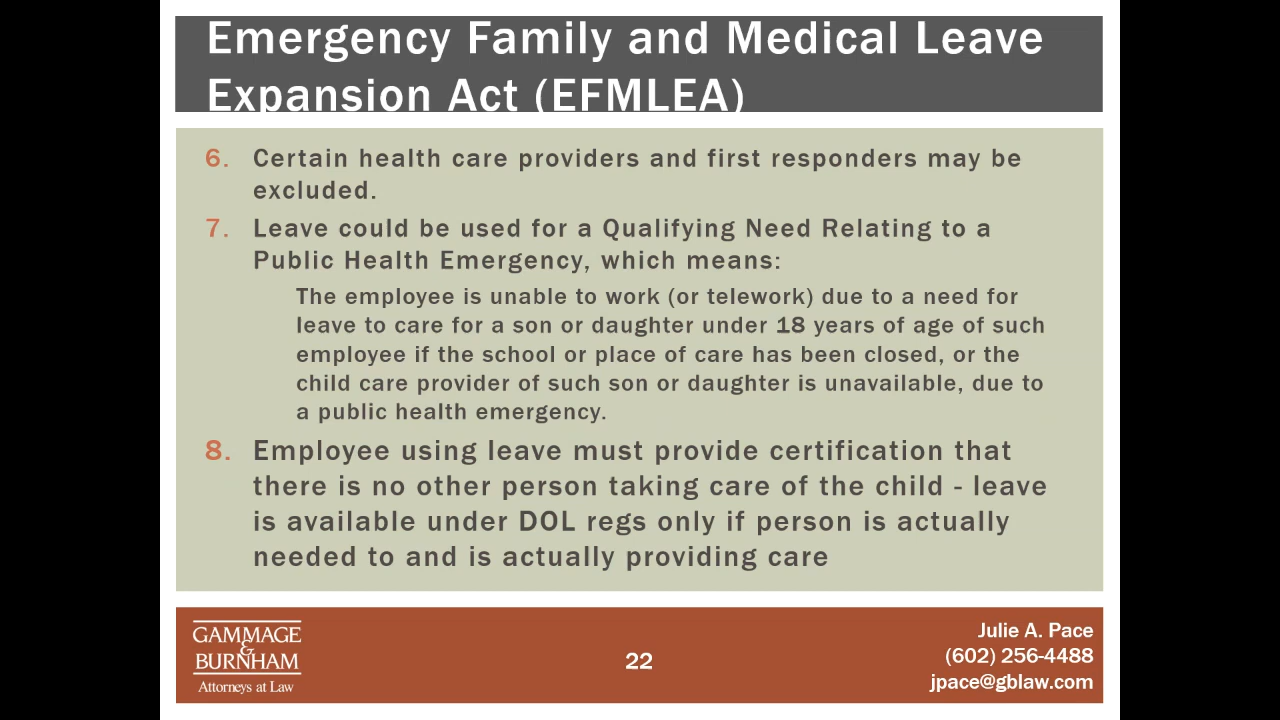 Emergency Family and Medical Leave
Expansion Act (EFMLEA)
6. Certain health care providers and first responders may be
excluded.
7. Leave could be used for a Qualifying Need Relating to a
Public Health Emergency, which means:
The employee is unable to work (or telework) due to a need for
leave to care for a son or daughter under 18 years of age of such
employee if the school or place of care has been closed, or the
child care provider of such son or daughter is unavailable, due to
a public health emergency.
8. Employee using leave must provide certification that
there is no other person taking care of the child - leave
is available under DOL regs only if person is actually
needed to and is actually providing care
GAMMAGE
&
BURNHAM
Attorneys at Law
22
Julie A. Pace
(602) 256-4488
jpace@gblaw.com